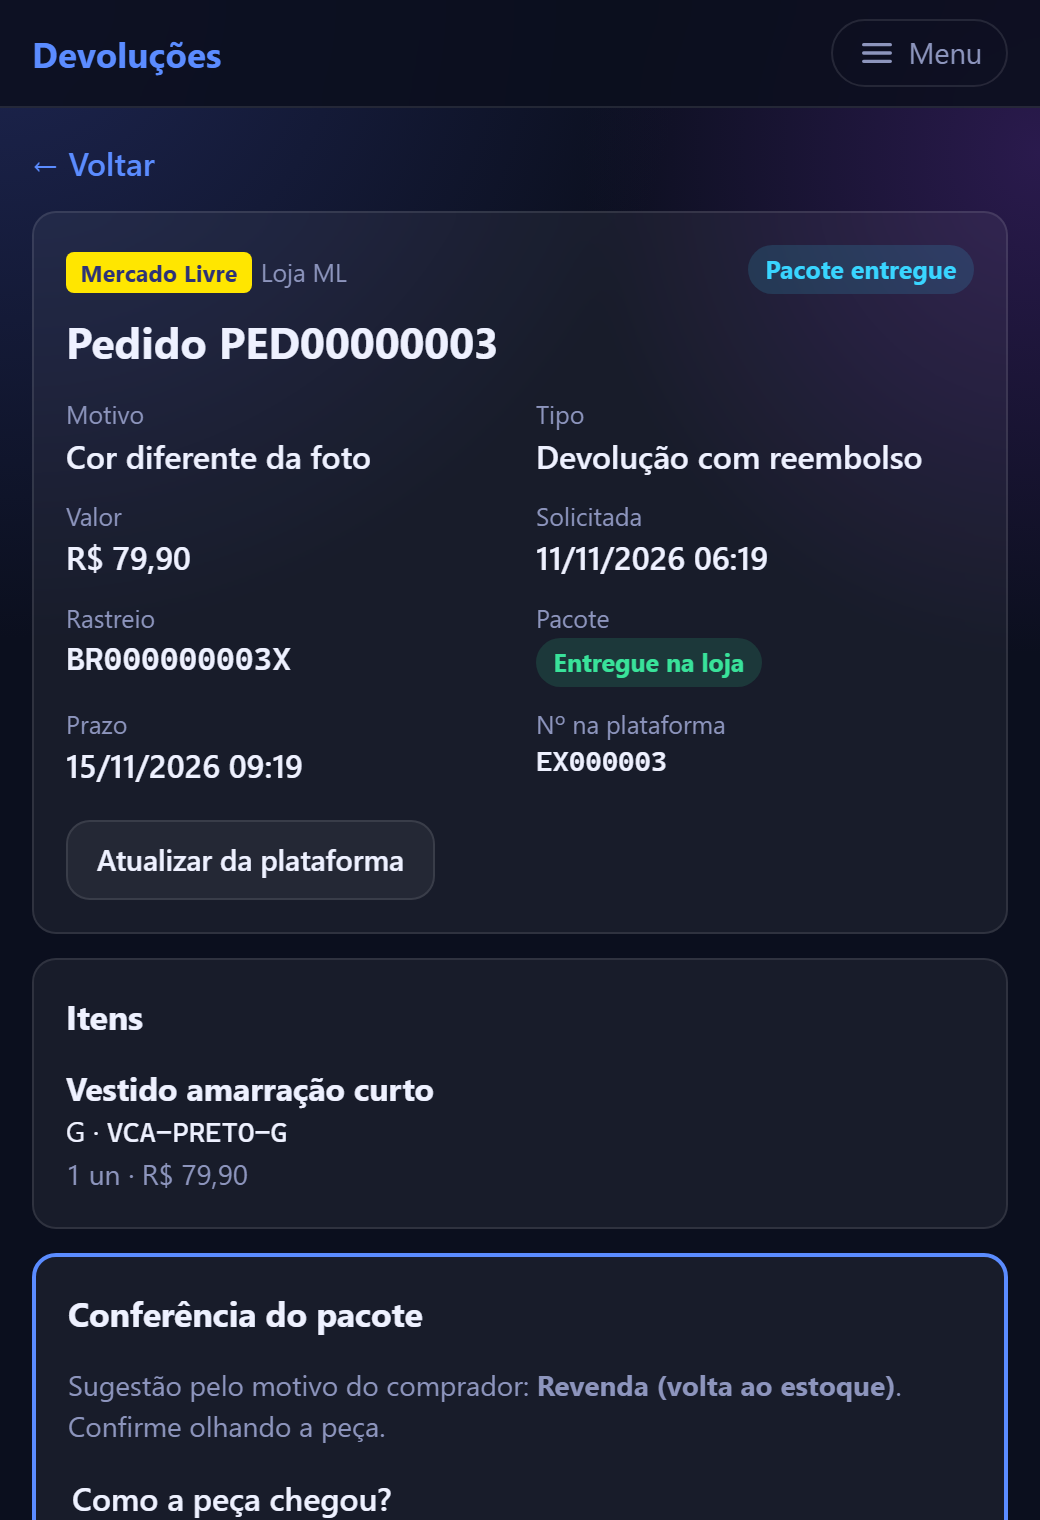 Devoluções
Menu
← Voltar
Mercado Livre Loja ML
Pacote entregue
Pedido PED00000003
Motivo
Cor diferente da foto
Tipo
Devolução com reembolso
Valor
R$ 79,90
Solicitada
11/11/2026 06:19
Rastreio
BR000000003X
Pacote
Entregue na loja
Prazo
15/11/2026 09:19
Nº na plataforma
EX000003
Atualizar da plataforma
Itens
Vestido amarração curto
G · VCA-PRETO-G
1 un · R$ 79,90
Conferência do pacote
Sugestão pelo motivo do comprador: Revenda (volta ao estoque).
Confirme olhando a peça.
Como a peça chegou?